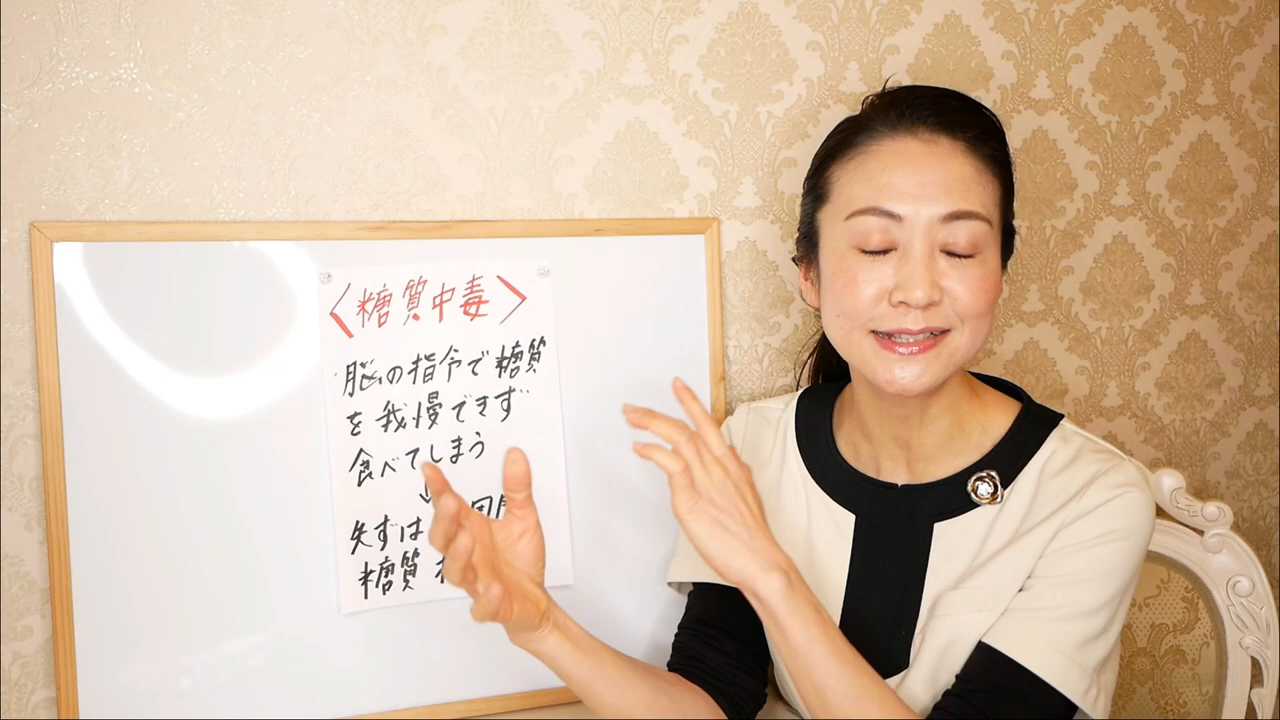 〈糖質中毒〉
脳の指令で糖質
を我慢できず
食べてしまう
↓
先ずは
糖質